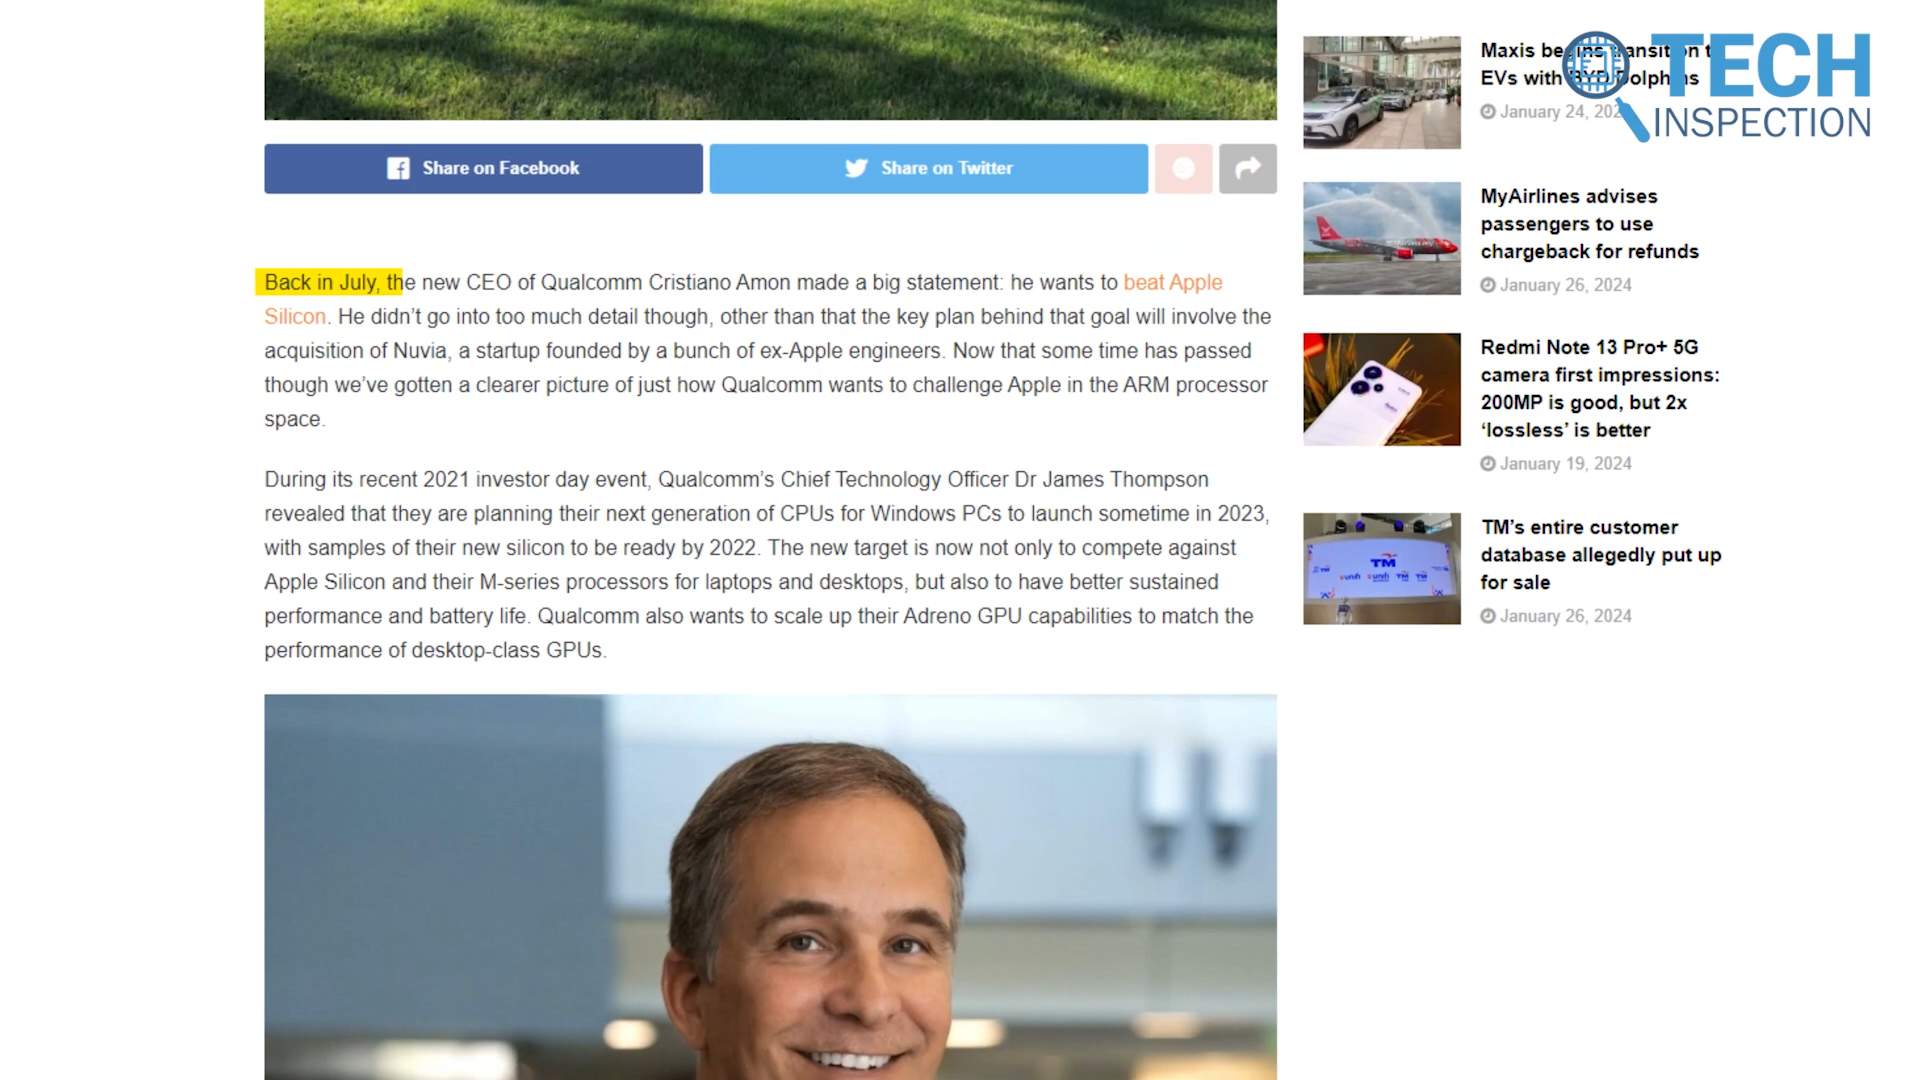 Share on Facebook
Share on Twitter
Back in July, the new CEO of Qualcomm Cristiano Amon made a big statement: he wants to beat Apple
Silicon. He didn’t go into too much detail though, other than that the key plan behind that goal will involve the
acquisition of Nuvia, a startup founded by a bunch of ex-Apple engineers. Now that some time has passed
though we’ve gotten a clearer picture of just how Qualcomm wants to challenge Apple in the ARM processor
space.
During its recent 2021 investor day event, Qualcomm’s Chief Technology Officer Dr James Thompson
revealed that they are planning their next generation of CPUs for Windows PCs to launch sometime in 2023,
with samples of their new silicon to be ready by 2022. The new target is now not only to compete against
Apple Silicon and their M-series processors for laptops and desktops, but also to have better sustained
performance and battery life. Qualcomm also wants to scale up their Adreno GPU capabilities to match the
performance of desktop-class GPUs.
Maxis begins transition
EVs with BYD Dolphins
January 24,
TECH
INSPECTION
MyAirlines advises
passengers to use
chargeback for refunds
January 26, 2024
Redmi Note 13 Pro+ 5G
camera first impressions:
200MP is good, but 2x
‘lossless’ is better
January 19, 2024
TM
unifi
TM’s entire customer
database allegedly put up
for sale
January 26, 2024